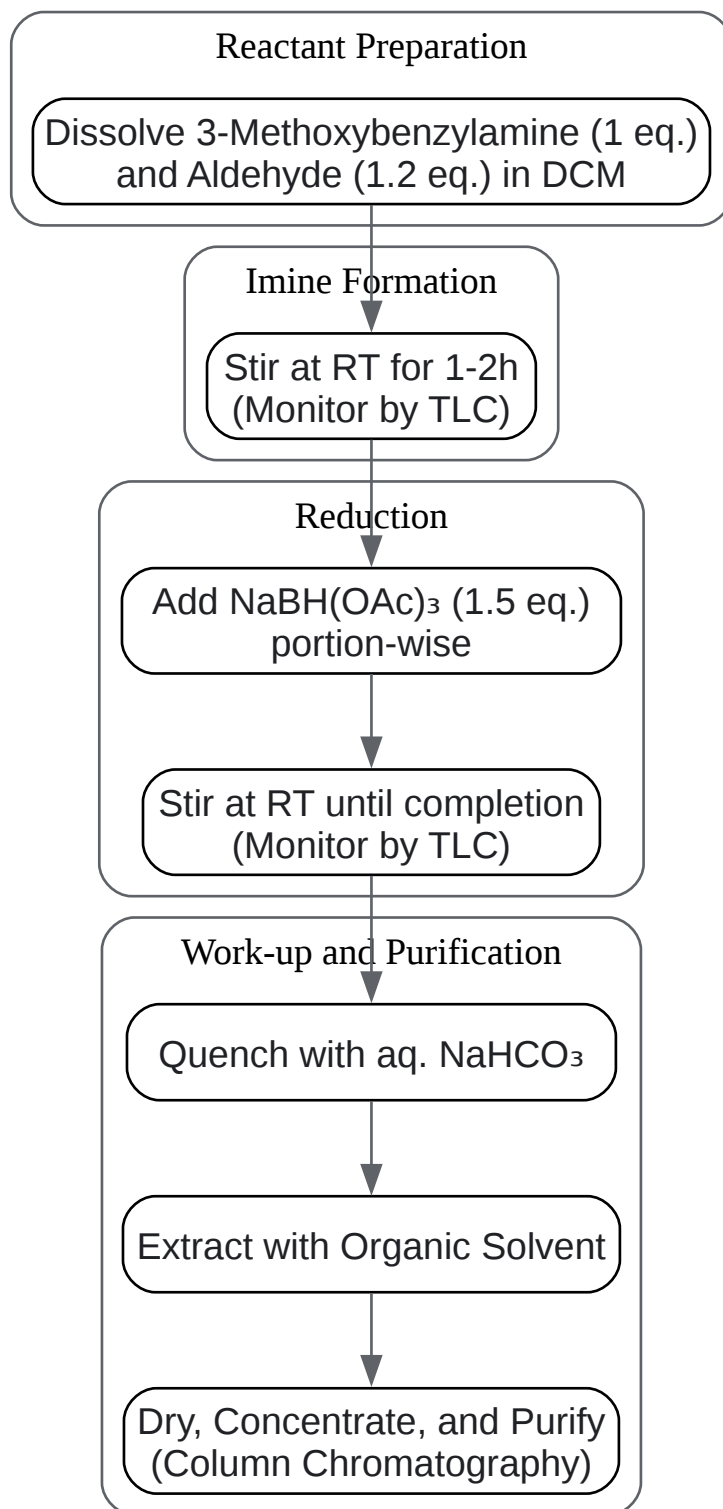 Reactant Preparation
Dissolve 3-Methoxybenzylamine (1 eq.)
and Aldehyde (1.2 eq.) in DCM
Imine Formation
Stir at RT for 1-2h
(Monitor by TLC)
Reduction
Add NaBH(OAc)₃ (1.5 eq.)
portion-wise
Stir at RT until completion
(Monitor by TLC)
Work-up and Purification
Quench with aq. NaHCO₃
Extract with Organic Solvent
Dry, Concentrate, and Purify
(Column Chromatography)